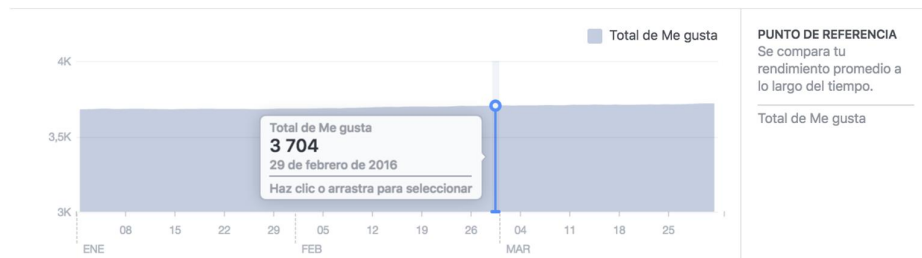 Total de Me gusta
4K
3,5K
3K
Total de Me gusta
3 704
29 de febrero de 2016
Haz clic o arrastra para seleccionar
08 15 22 29 05 12 19 26 04 11 18 25
ENE FEB MAR
PUNTO DE REFERENCIA
Se compara tu
rendimiento promedio a
lo largo del tiempo.
Total de Me gusta